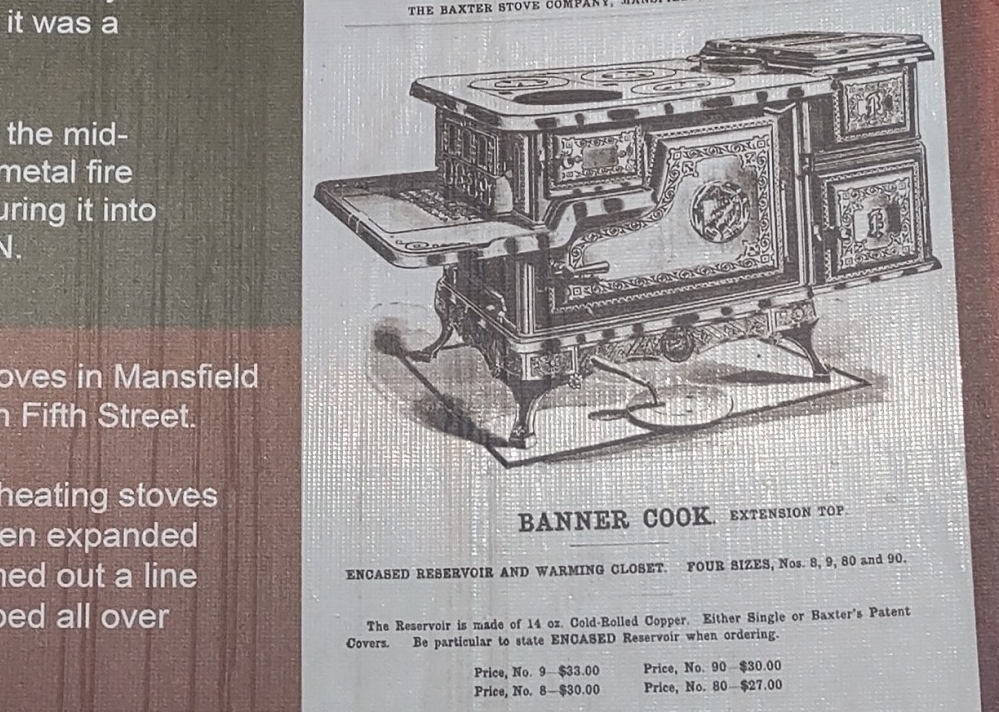 it was a
the mid-
metal fire
uring it into
N.
oves in Mansfield
n Fifth Street.
heating stoves
en expanded
ned out a line
ped all over
THE BAXTER STOVE COMPANY,
B
B
BANNER COOK. EXTENSION TOP.
ENCASED RESERVOIR AND WARMING CLOSET. FOUR SIZES, Nos. 8, 9, 80 and 90.
The Reservoir is made of 14 oz. Cold-Rolled Copper. Either Single or Baxter's Patent
Covers. Be particular to state ENCASED Reservoir when ordering.
Price, No. 9—$33.00 Price, No. 90—$30.00
Price, No. 8—$30.00 Price, No. 80—$27.00